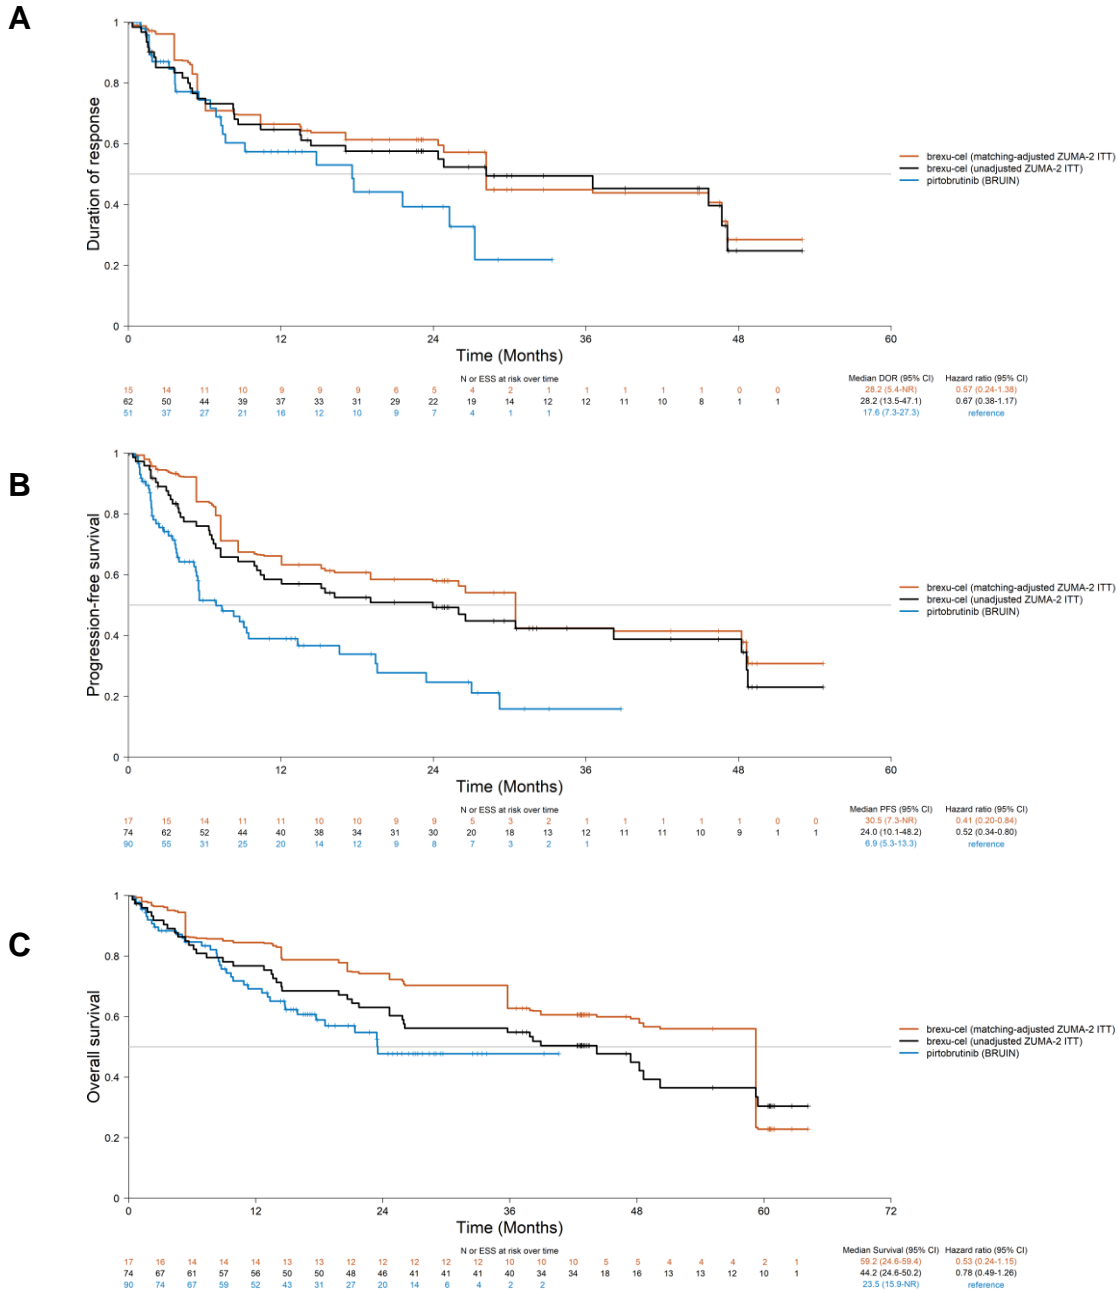 A
1
0.8
0.6
0.4
0.2
0
Duration of response
0 12 24 36 48 60
Time (Months)
brexu-cel (matching-adjusted ZUMA-2 ITT)
brexu-cel (unadjusted ZUMA-2 ITT)
pirtobrutinib (BRUIN)
N or ESS at risk over time Median DOR (95% CI) Hazard ratio (95% CI)
15 14 11 10 9 9 9 6 5 4 2 1 1 1 1 1 0 0 28.2 (5.4-NR) 0.57 (0.24-1.38)
62 50 44 39 37 33 31 29 22 19 14 12 12 11 10 8 1 1 28.2 (13.5-47.1) 0.67 (0.38-1.17)
51 37 27 21 16 12 10 9 7 4 1 1 17.6 (7.3-27.3) reference
B
1
0.8
0.6
0.4
0.2
0
Progression-free survival
0 12 24 36 48 60
Time (Months)
brexu-cel (matching-adjusted ZUMA-2 ITT)
brexu-cel (unadjusted ZUMA-2 ITT)
pirtobrutinib (BRUIN)
N or ESS at risk over time Median PFS (95% CI) Hazard ratio (95% CI)
17 15 14 11 11 10 10 9 9 5 3 2 1 1 1 1 1 0 0 30.5 (7.3-NR) 0.41 (0.20-0.84)
74 62 52 44 40 38 34 31 30 20 18 13 12 11 11 10 9 1 1 24.0 (10.1-48.2) 0.52 (0.34-0.80)
90 55 31 25 20 14 12 9 8 7 3 2 1 6.9 (5.3-13.3) reference
C
1
0.8
0.6
0.4
0.2
0
Overall survival
0 12 24 36 48 60 72
Time (Months)
brexu-cel (matching-adjusted ZUMA-2 ITT)
brexu-cel (unadjusted ZUMA-2 ITT)
pirtobrutinib (BRUIN)
N or ESS at risk over time Median Survival (95% CI) Hazard ratio (95% CI)
17 16 14 14 14 13 13 12 12 12 12 12 10 10 10 5 5 4 4 4 2 1 59.2 (24.6-59.4) 0.53 (0.24-1.15)
74 67 61 57 56 50 50 48 46 41 41 41 40 34 34 18 16 13 13 12 10 1 44.2 (24.6-50.2) 0.78 (0.49-1.26)
90 74 67 59 52 43 31 27 20 14 6 4 2 2 23.5 (15.9-NR) reference